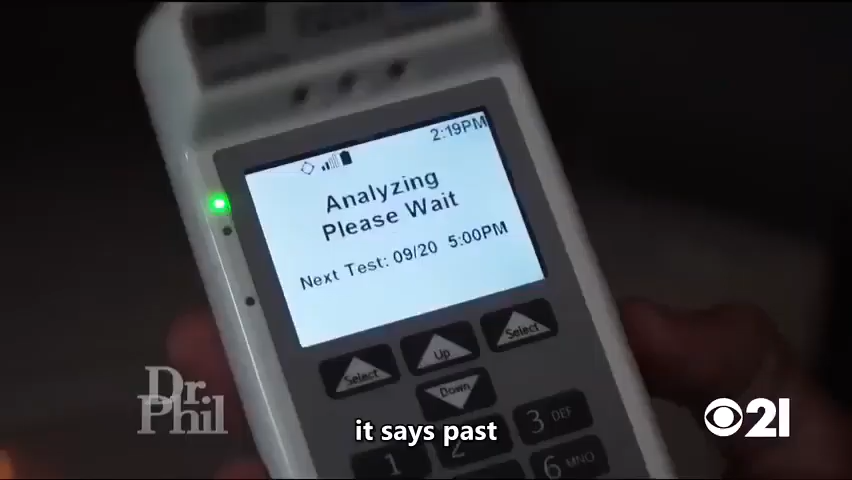 2:19PM
Analyzing
Please Wait
Next Test: 09/20 5:00PM
Select
Up
Select
Down
1
2
3 DEF
6 MNO
Dr.
Phil
it says past
21